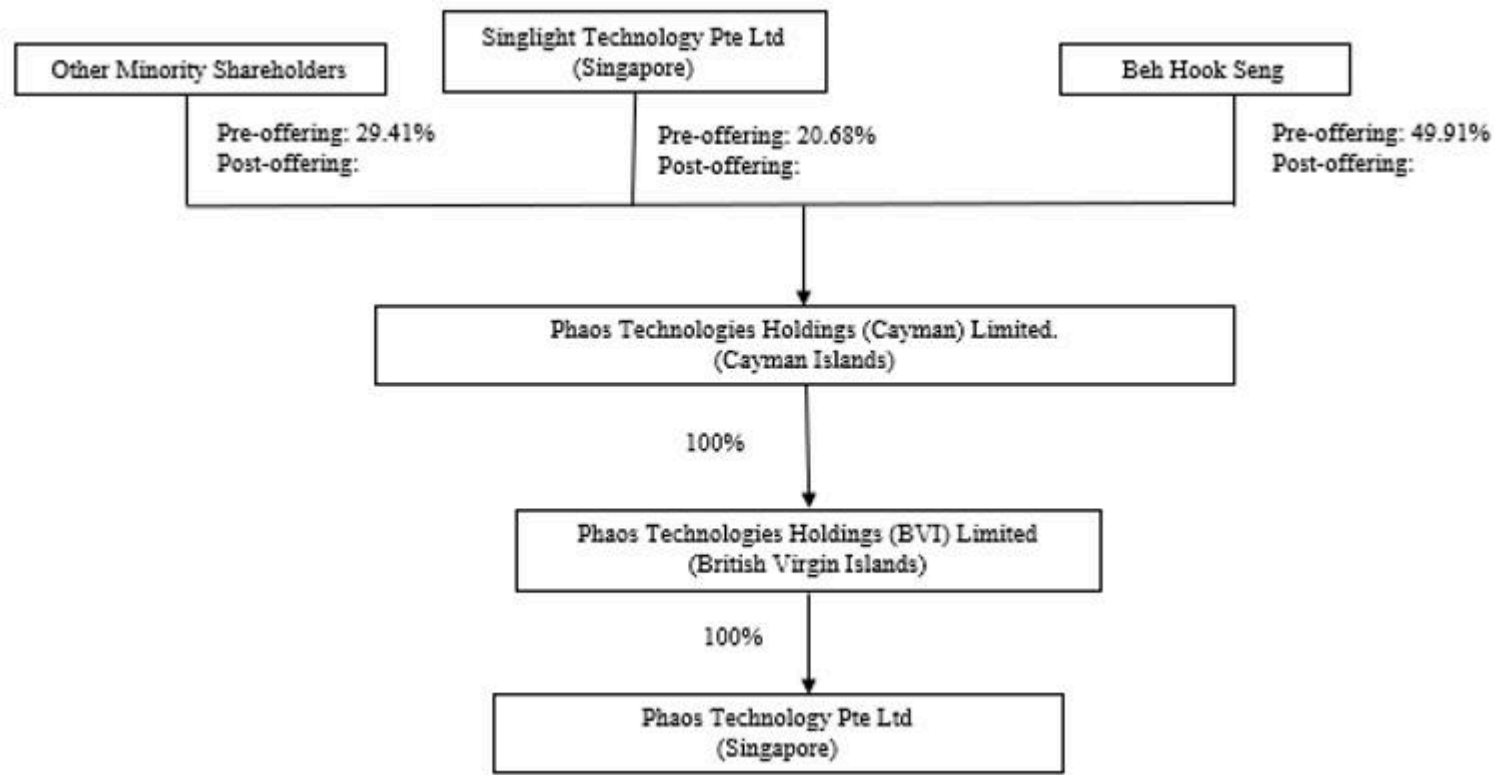 Other Minority Shareholders
Singlight Technology Pte Ltd
(Singapore)
Beh Hook Seng
Pre-offering: 29.41%
Post-offering:
Pre-offering: 20.68%
Post-offering:
Pre-offering: 49.91%
Post-offering:
Phaos Technologies Holdings (Cayman) Limited.
(Cayman Islands)
100%
Phaos Technologies Holdings (BVI) Limited
(British Virgin Islands)
100%
Phaos Technology Pte Ltd
(Singapore)